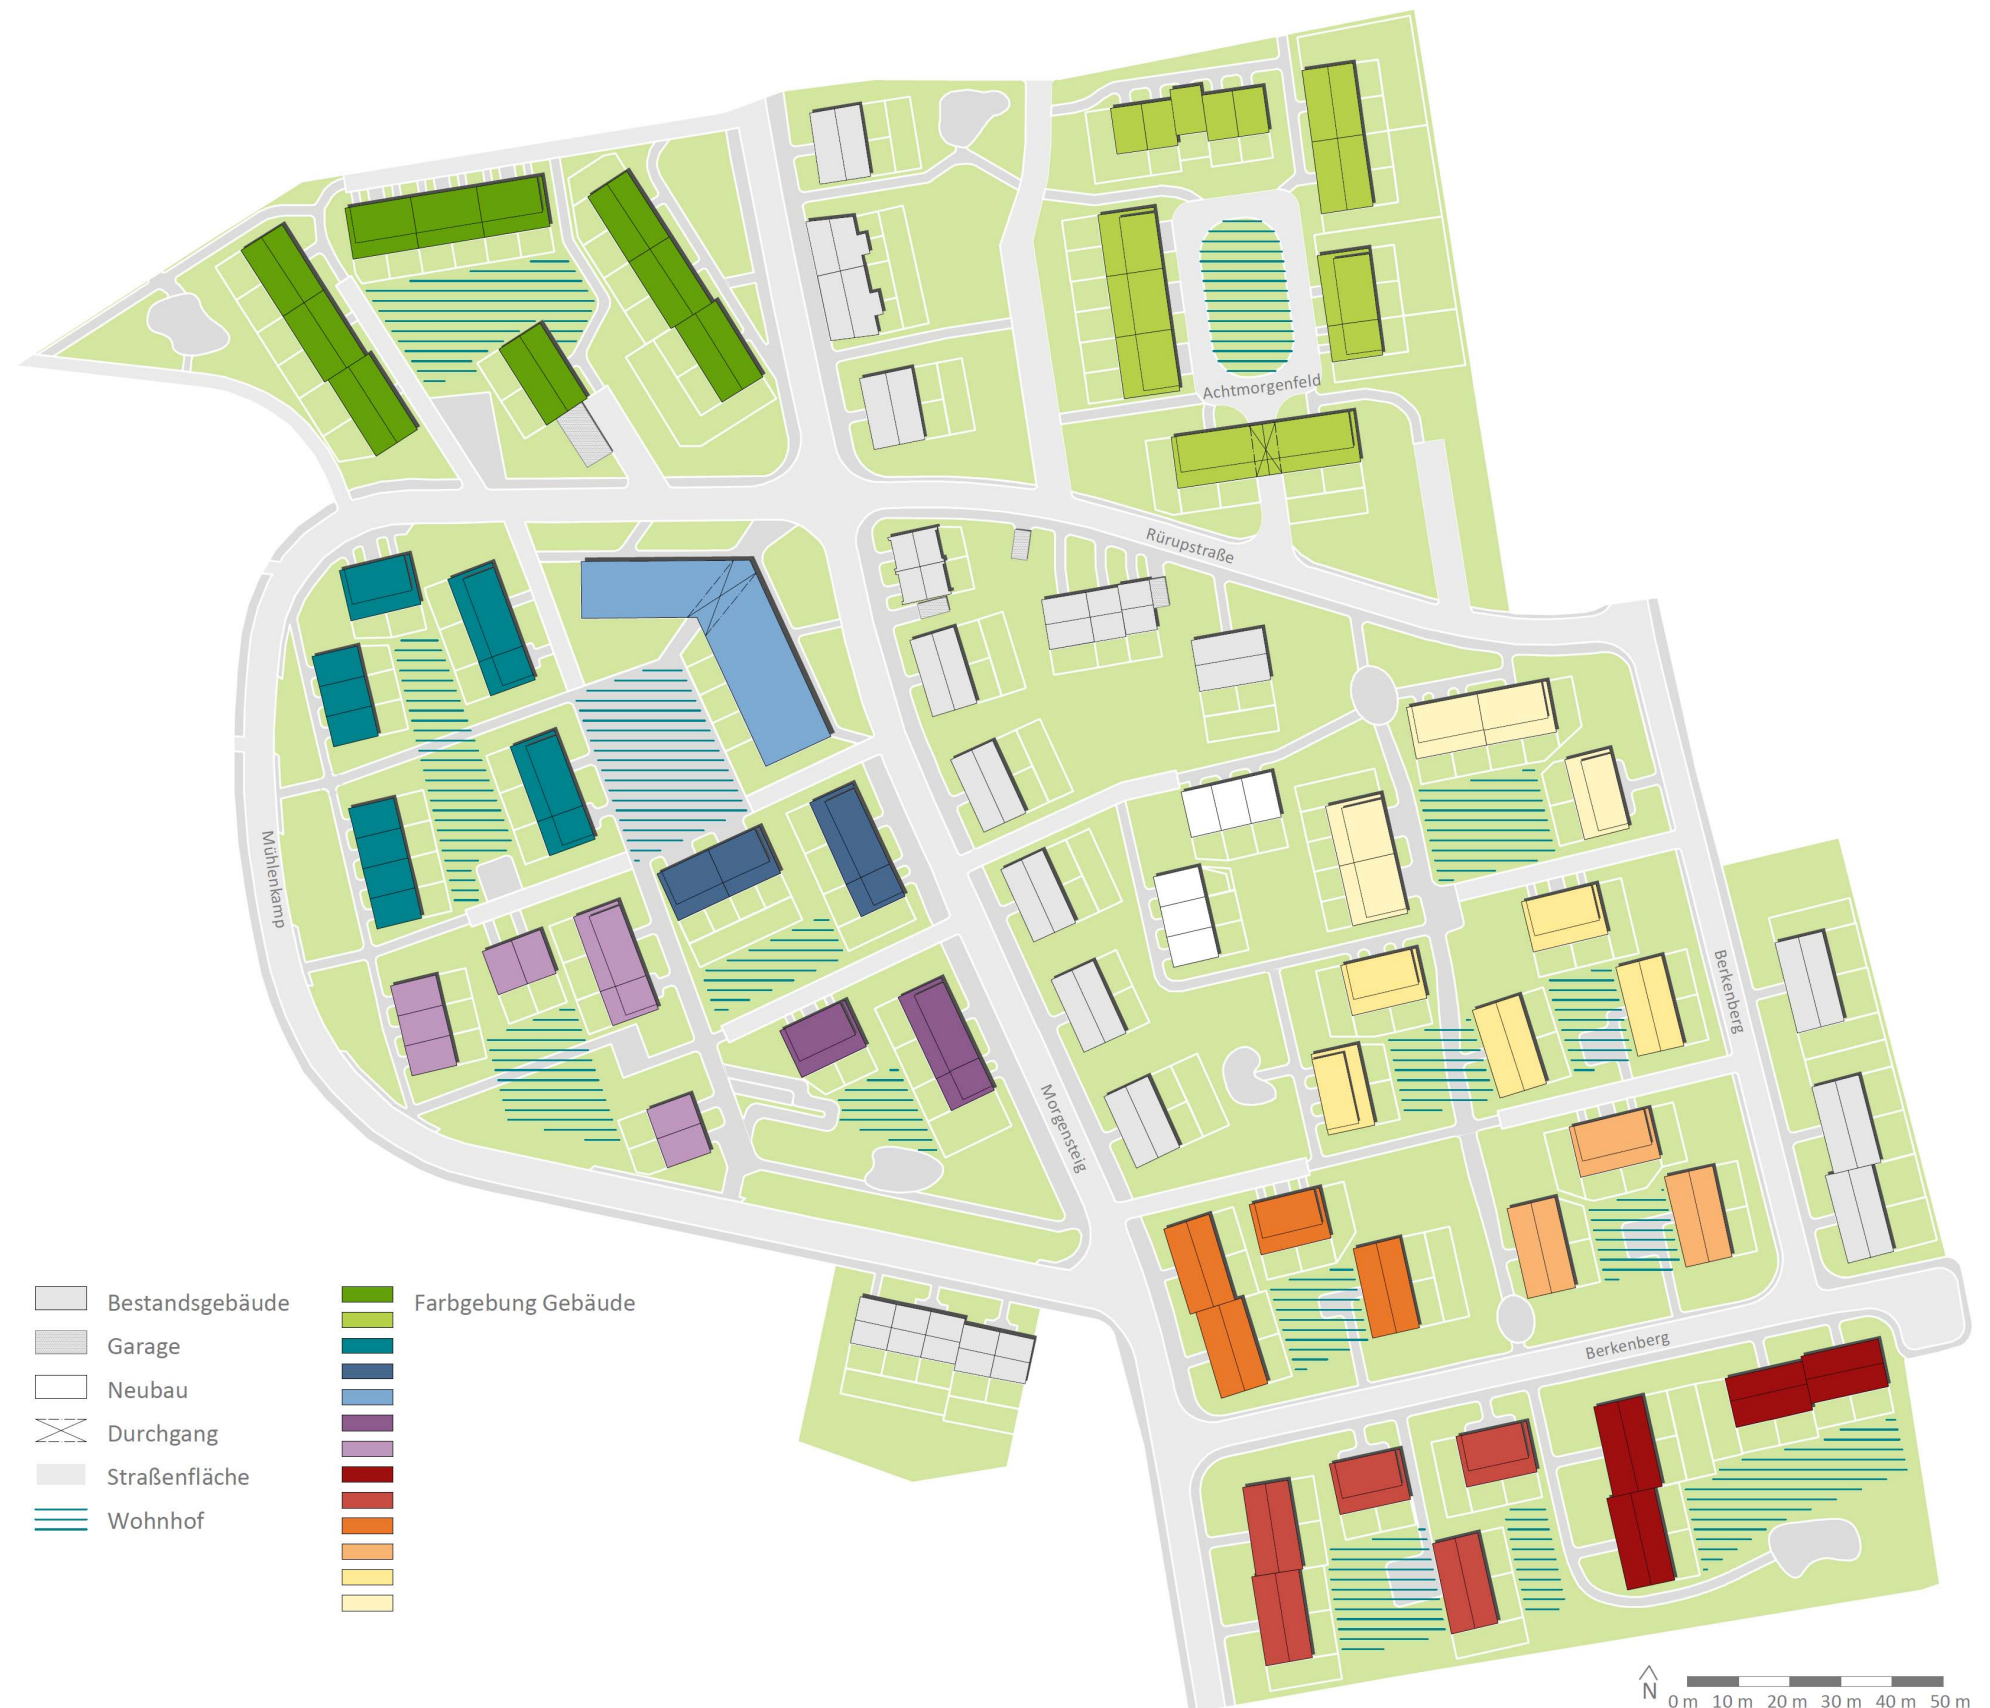 Achtmorgenfeld
Rürupstraße
Mühlenkamp
Berkenberg
Morgensteig
Berkenberg
Bestandsgebäude
Garage
Neubau
Durchgang
Straßenfläche
Wohnhof
Farbgebung Gebäude
N
0 m 10 m 20 m 30 m 40 m 50 m